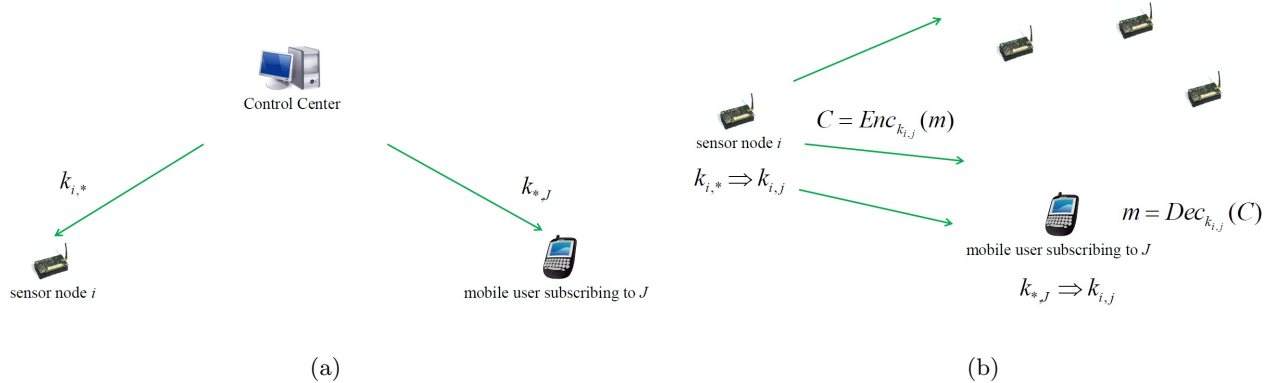 Control Center
k_{i,*}
k_{*,J}
sensor node i
mobile user subscribing to J
(a)
sensor node i
C = Enc_{k_{i,j}}(m)
k_{i,*} ⇒ k_{i,j}
m = Dec_{k_{i,j}}(C)
mobile user subscribing to J
k_{*,J} ⇒ k_{i,j}
(b)